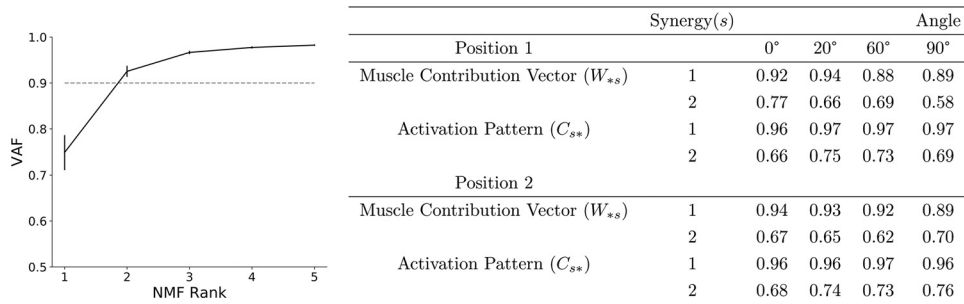 1.0
0.9
0.8
0.7
0.6
0.5
VAF
1 2 3 4 5
NMF Rank
Synergy(s) Angle
Position 1 0° 20° 60° 90°
Muscle Contribution Vector (W∗s) 1 0.92 0.94 0.88 0.89
2 0.77 0.66 0.69 0.58
Activation Pattern (Cs∗) 1 0.96 0.97 0.97 0.97
2 0.66 0.75 0.73 0.69
Position 2
Muscle Contribution Vector (W∗s) 1 0.94 0.93 0.92 0.89
2 0.67 0.65 0.62 0.70
Activation Pattern (Cs∗) 1 0.96 0.96 0.97 0.96
2 0.68 0.74 0.73 0.76